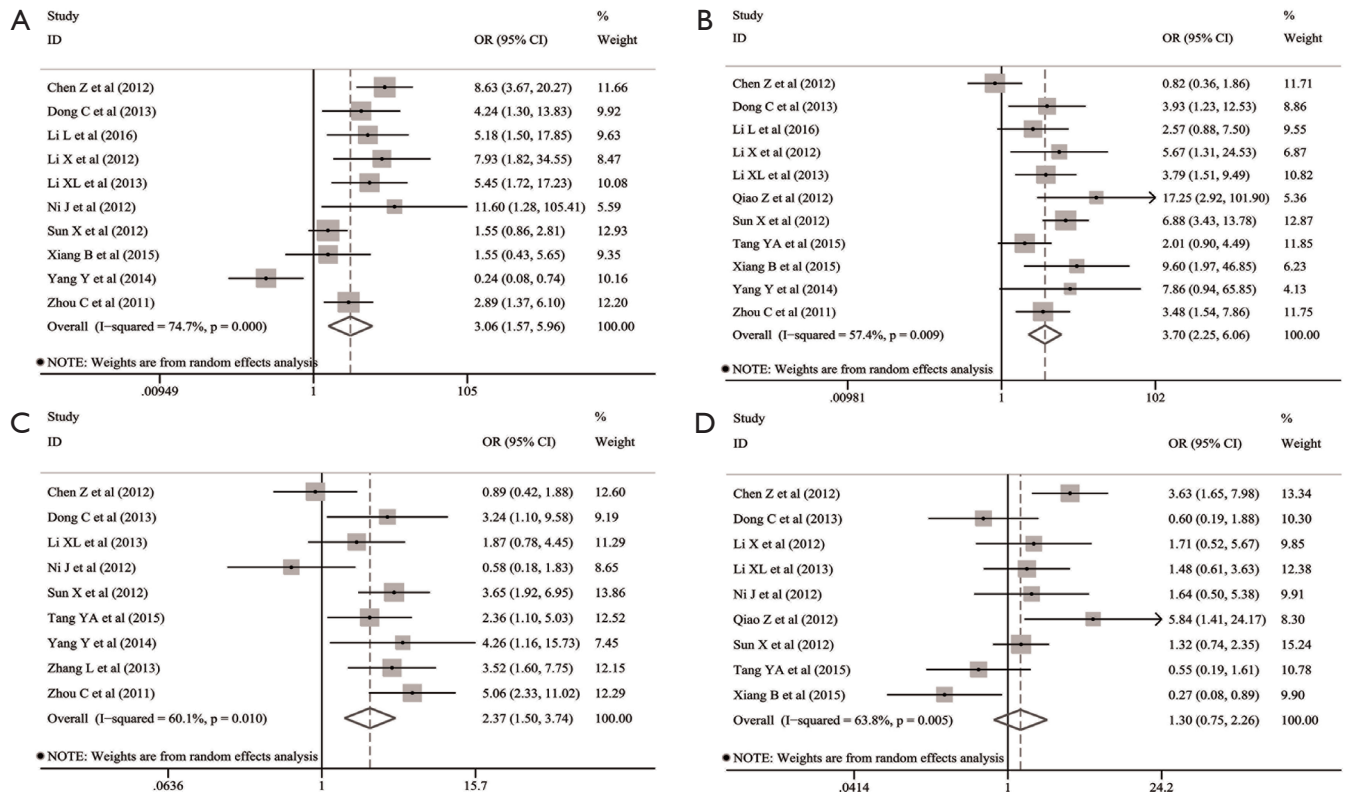 A
Study %
ID OR (95% CI) Weight
Chen Z et al (2012) 8.63 (3.67, 20.27) 11.66
Dong C et al (2013) 4.24 (1.30, 13.83) 9.92
Li L et al (2016) 5.18 (1.50, 17.85) 9.63
Li X et al (2012) 7.93 (1.82, 34.55) 8.47
Li XL et al (2013) 5.45 (1.72, 17.23) 10.08
Ni J et al (2012) 11.60 (1.28, 105.41) 5.59
Sun X et al (2012) 1.55 (0.86, 2.81) 12.93
Xiang B et al (2015) 1.55 (0.43, 5.65) 9.35
Yang Y et al (2014) 0.24 (0.08, 0.74) 10.16
Zhou C et al (2011) 2.89 (1.37, 6.10) 12.20
Overall (I−squared = 74.7%, p = 0.000) 3.06 (1.57, 5.96) 100.00
NOTE: Weights are from random effects analysis
.00949 1 105
B
Study %
ID OR (95% CI) Weight
Chen Z et al (2012) 0.82 (0.36, 1.86) 11.71
Dong C et al (2013) 3.93 (1.23, 12.53) 8.86
Li L et al (2016) 2.57 (0.88, 7.50) 9.55
Li X et al (2012) 5.67 (1.31, 24.53) 6.87
Li XL et al (2013) 3.79 (1.51, 9.49) 10.82
Qiao Z et al (2012) 17.25 (2.92, 101.90) 5.36
Sun X et al (2012) 6.88 (3.43, 13.78) 12.87
Tang YA et al (2015) 2.01 (0.90, 4.49) 11.85
Xiang B et al (2015) 9.60 (1.97, 46.85) 6.23
Yang Y et al (2014) 7.86 (0.94, 65.85) 4.13
Zhou C et al (2011) 3.48 (1.54, 7.86) 11.75
Overall (I−squared = 57.4%, p = 0.009) 3.70 (2.25, 6.06) 100.00
NOTE: Weights are from random effects analysis
.00981 1 102
C
Study %
ID OR (95% CI) Weight
Chen Z et al (2012) 0.89 (0.42, 1.88) 12.60
Dong C et al (2013) 3.24 (1.10, 9.58) 9.19
Li XL et al (2013) 1.87 (0.78, 4.45) 11.29
Ni J et al (2012) 0.58 (0.18, 1.83) 8.65
Sun X et al (2012) 3.65 (1.92, 6.95) 13.86
Tang YA et al (2015) 2.36 (1.10, 5.03) 12.52
Yang Y et al (2014) 4.26 (1.16, 15.73) 7.45
Zhang L et al (2013) 3.52 (1.60, 7.75) 12.15
Zhou C et al (2011) 5.06 (2.33, 11.02) 12.29
Overall (I−squared = 60.1%, p = 0.010) 2.37 (1.50, 3.74) 100.00
NOTE: Weights are from random effects analysis
.0636 1 15.7
D
Study %
ID OR (95% CI) Weight
Chen Z et al (2012) 3.63 (1.65, 7.98) 13.34
Dong C et al (2013) 0.60 (0.19, 1.88) 10.30
Li X et al (2012) 1.71 (0.52, 5.67) 9.85
Li XL et al (2013) 1.48 (0.61, 3.63) 12.38
Ni J et al (2012) 1.64 (0.50, 5.38) 9.91
Qiao Z et al (2012) 5.84 (1.41, 24.17) 8.30
Sun X et al (2012) 1.32 (0.74, 2.35) 15.24
Tang YA et al (2015) 0.55 (0.19, 1.61) 10.78
Xiang B et al (2015) 0.27 (0.08, 0.89) 9.90
Overall (I−squared = 63.8%, p = 0.005) 1.30 (0.75, 2.26) 100.00
NOTE: Weights are from random effects analysis
.0414 1 24.2